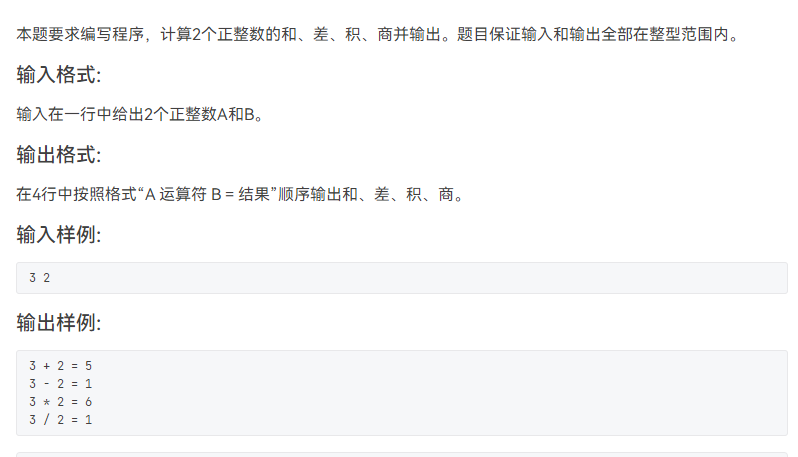 本题要求编写程序，计算2个正整数的和、差、积、商并输出。题目保证输入和输出全部在整型范围内。
输入格式:
输入在一行中给出2个正整数A和B。
输出格式:
在4行中按照格式“A 运算符 B = 结果”顺序输出和、差、积、商。
输入样例:
3 2
输出样例:
3 + 2 = 5
3 - 2 = 1
3 * 2 = 6
3 / 2 = 1